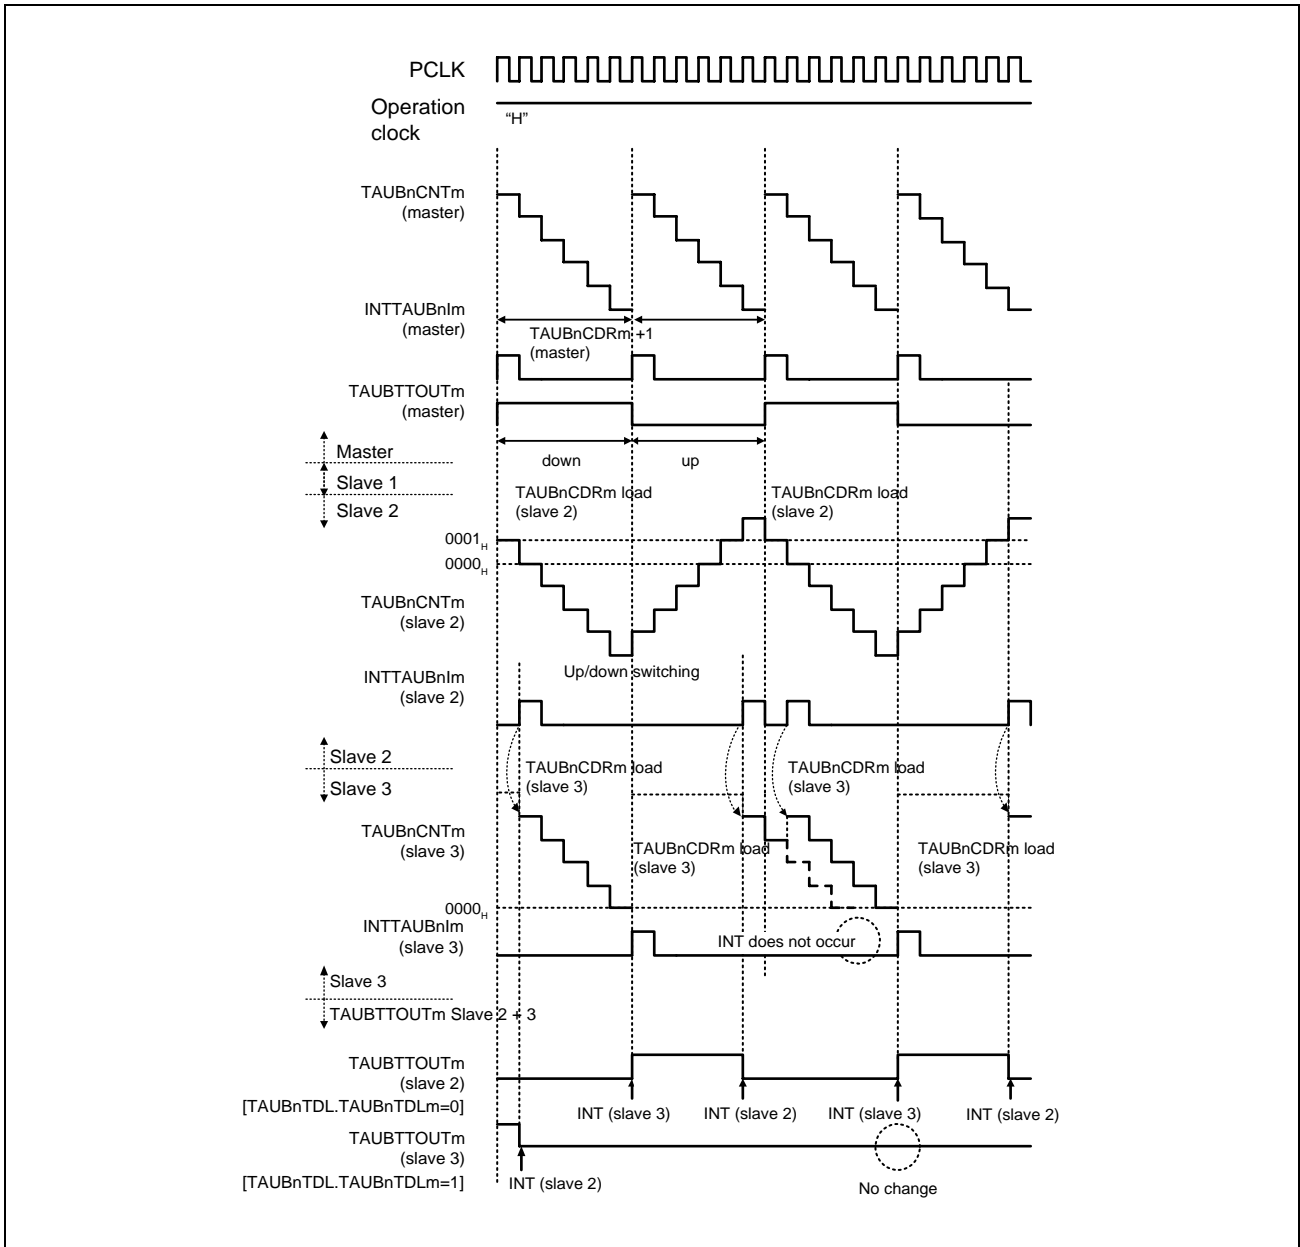 PCLK
Operation
clock
“H”
TAUBnCNTm
(master)
INTTAUBnIm
(master)
TAUBnCDRm +1
(master)
TAUBTTOUTm
(master)
Master
down
up
Slave 1
TAUBnCDRm load
(slave 2)
TAUBnCDRm load
(slave 2)
Slave 2
0001H
0000H
TAUBnCNTm
(slave 2)
Up/down switching
INTTAUBnIm
(slave 2)
Slave 2
TAUBnCDRm load
(slave 3)
TAUBnCDRm load
(slave 3)
Slave 3
TAUBnCNTm
(slave 3)
TAUBnCDRm load
(slave 3)
TAUBnCDRm load
(slave 3)
0000H
INTTAUBnIm
(slave 3)
INT does not occur
Slave 3
TAUBTTOUTm Slave 2 + 3
TAUBTTOUTm
(slave 2)
[TAUBnTDL.TAUBnTDLm=0]
INT (slave 3)
INT (slave 2)
INT (slave 3)
INT (slave 2)
TAUBTTOUTm
(slave 3)
[TAUBnTDL.TAUBnTDLm=1]
INT (slave 2)
No change